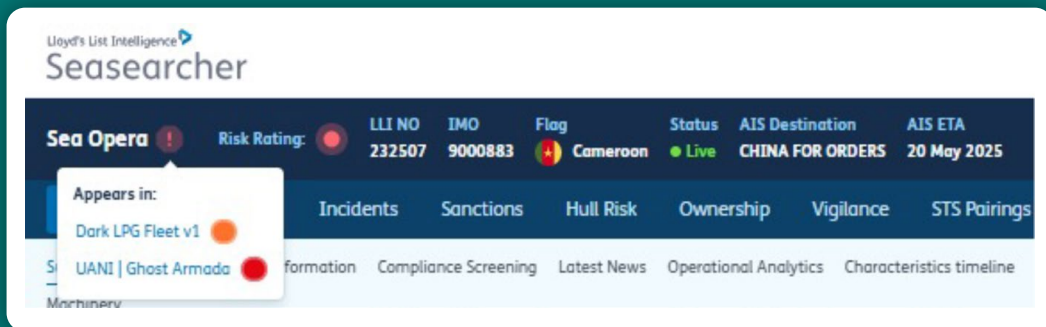 Lloyd's List Intelligence
Seasearcher
Sea Opera ! Risk Rating: LLI NO IMO Flag Status AIS Destination AIS ETA
232507 9000883 Cameroon Live CHINA FOR ORDERS 20 May 2025
Appears in:
Incidents Sanctions Hull Risk Ownership Vigilance STS Pairings
Dark LPG Fleet v1
UANI | Ghost Armada
formation Compliance Screening Latest News Operational Analytics Characteristics timeline
Machinery